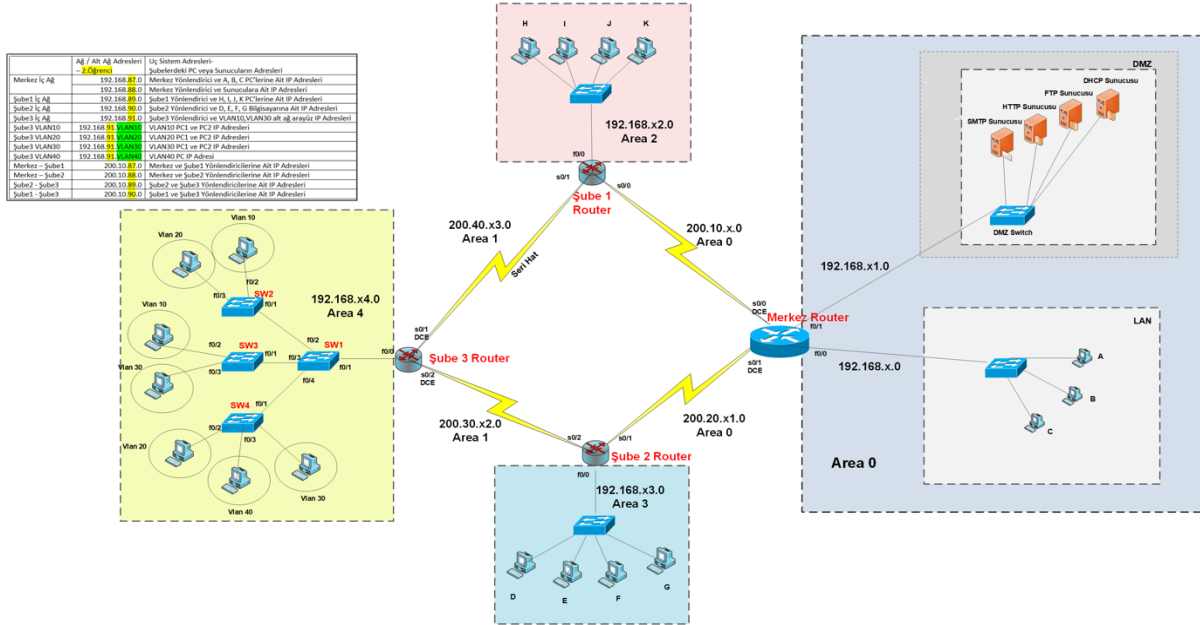 Ağ / Alt Ağ Adresleri – 2.Öğrenci Uç Sistem Adresleri- Şubelerdeki PC veya Sunucuların Adresleri
Merkez İç Ağ 192.168.87.0 Merkez Yönlendirici ve A, B, C PC'lerine Ait IP Adresleri
192.168.88.0 Merkez Yönlendirici ve Sunuculara Ait IP Adresleri
Şube1 İç Ağ 192.168.89.0 Şube1 Yönlendirici ve H, I, J, K PC'lerine Ait IP Adresleri
Şube2 İç Ağ 192.168.90.0 Şube2 Yönlendirici ve D, E, F, G Bilgisayarına Ait IP Adresleri
Şube3 İç Ağ 192.168.91.0 Şube3 Yönlendirici ve VLAN10,VLAN30 alt ağ arayüz IP Adresleri
Şube3 VLAN10 192.168.91.VLAN10 VLAN10 PC1 ve PC2 IP Adresleri
Şube3 VLAN20 192.168.91.VLAN20 VLAN20 PC1 ve PC2 IP Adresleri
Şube3 VLAN30 192.168.91.VLAN30 VLAN30 PC1 ve PC2 IP Adresleri
Şube3 VLAN40 192.168.91.VLAN40 VLAN40 PC IP Adresi
Merkez – Şube1 200.10.87.0 Merkez ve Şube1 Yönlendiricilerine Ait IP Adresleri
Merkez – Şube2 200.10.88.0 Merkez ve Şube2 Yönlendiricilerine Ait IP Adresleri
Şube2 - Şube3 200.10.89.0 Şube2 ve Şube3 Yönlendiricilerine Ait IP Adresleri
Şube1 - Şube3 200.10.90.0 Şube1 ve Şube3 Yönlendiricilerine Ait IP Adresleri
H
I
J
K
192.168.x2.0
Area 2
f0/0
s0/1
s0/0
Şube 1
Router
200.40.x3.0
Area 1
Seri Hat
200.10.x.0
Area 0
DMZ
DHCP Sunucusu
FTP Sunucusu
HTTP Sunucusu
SMTP Sunucusu
DMZ Switch
192.168.x1.0
s0/0
DCE
Merkez Router
f0/1
f0/0
s0/1
DCE
192.168.x.0
LAN
A
B
C
Area 0
Vlan 10
Vlan 20
f0/2
f0/3
SW2
f0/1
192.168.x4.0
Area 4
Vlan 10
f0/2
SW3
f0/1
f0/3
Vlan 30
f0/2
SW1
f0/3
f0/1
f0/4
f0/0
s0/1
DCE
Şube 3 Router
s0/2
DCE
SW4
f0/1
f0/2
f0/3
Vlan 20
Vlan 40
Vlan 30
200.30.x2.0
Area 1
200.20.x1.0
Area 0
s0/2
s0/1
Şube 2 Router
f0/0
192.168.x3.0
Area 3
D
E
F
G